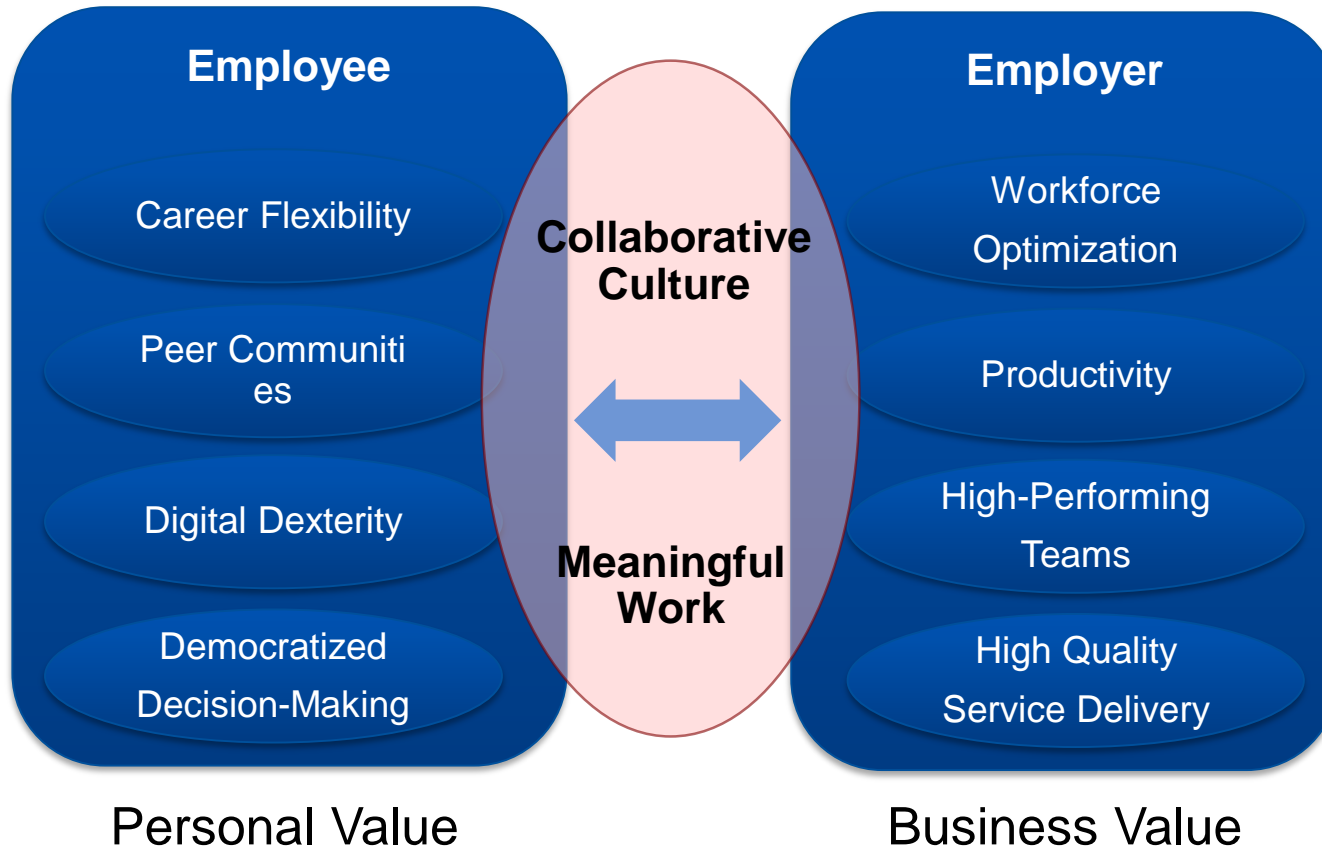 Employee
Career Flexibility
Peer Communiti
es
Digital Dexterity
Democratized
Decision-Making
Personal Value
Collaborative
Culture
Meaningful
Work
Employer
Workforce
Optimization
Productivity
High-Performing
Teams
High Quality
Service Delivery
Business Value